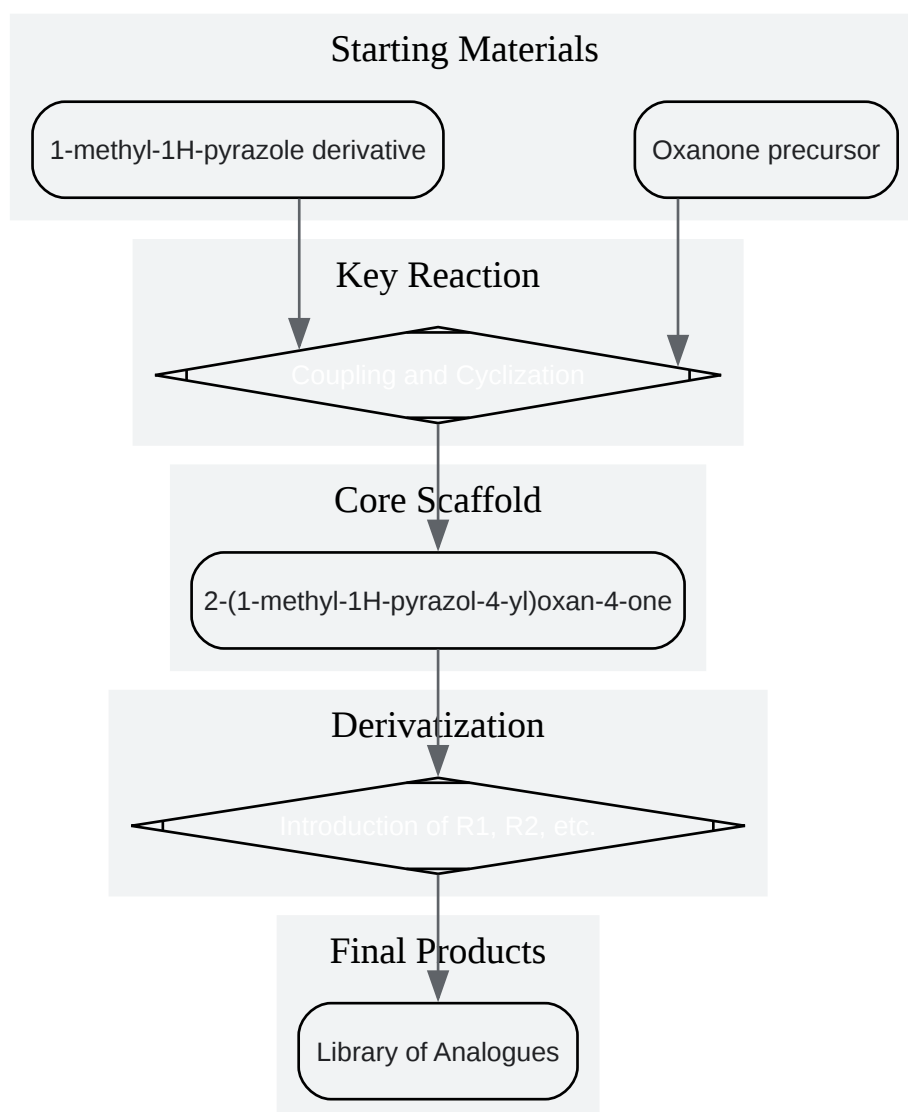 Starting Materials
1-methyl-1H-pyrazole derivative
Oxanone precursor
Key Reaction
Coupling and Cyclization
Core Scaffold
2-(1-methyl-1H-pyrazol-4-yl)oxan-4-one
Derivatization
Introduction of R1, R2, etc.
Final Products
Library of Analogues